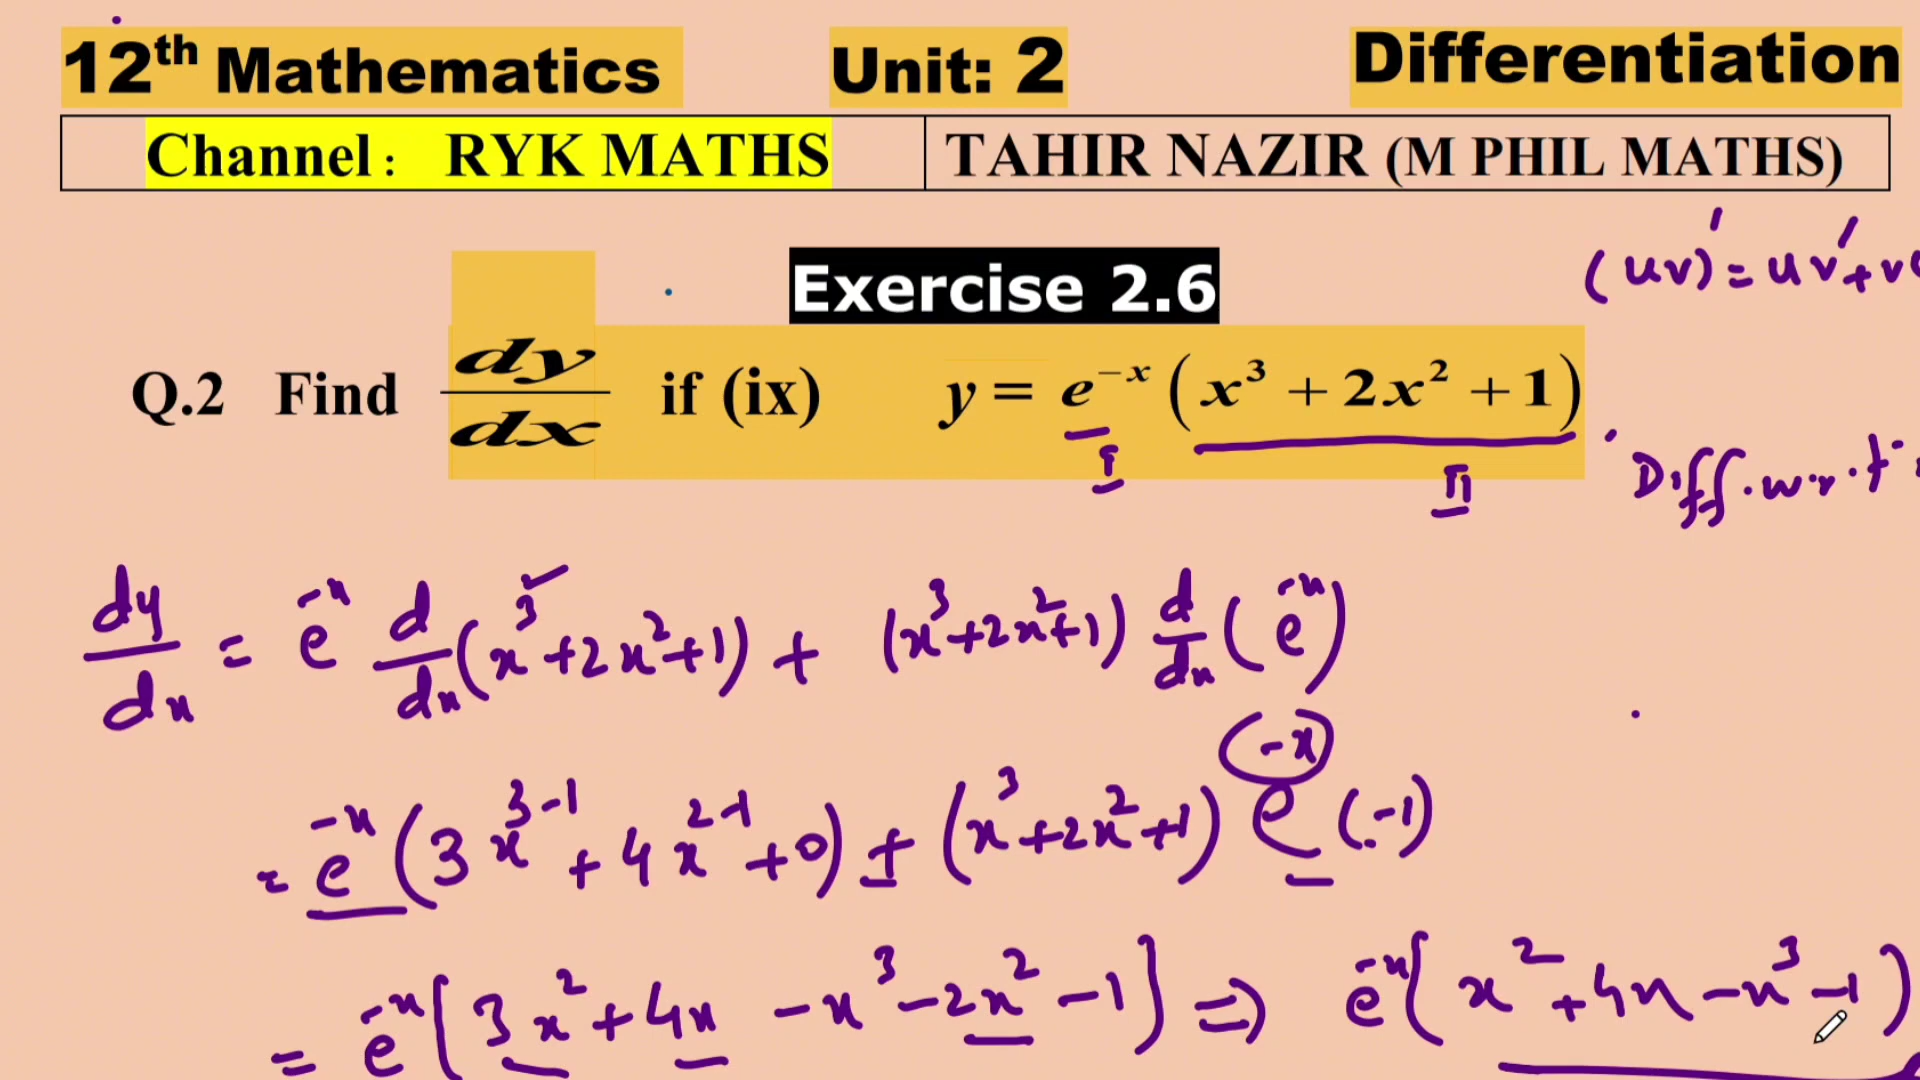 12th Mathematics Unit: 2 Differentiation
Channel : RYK MATHS TAHIR NAZIR (M PHIL MATHS)
(uv)' = uv' + v
Exercise 2.6
Q.2 Find dy/dx if (ix) y = e^{-x} (x^3 + 2x^2 + 1)
I II
Diff. w.r.t.
dy/dx = e^{-x} d/dx (x^3 + 2x^2 + 1) + (x^3 + 2x^2 + 1) d/dx (e^{-x})
= e^{-x} (3x^{3-1} + 4x^{2-1} + 0) + (x^3 + 2x^2 + 1) e^{(-x)} (-1)
= e^{-x} [3x^2 + 4x - x^3 - 2x^2 - 1] ⇒ e^{-x} (x^2 + 4x - x^3 - 1)